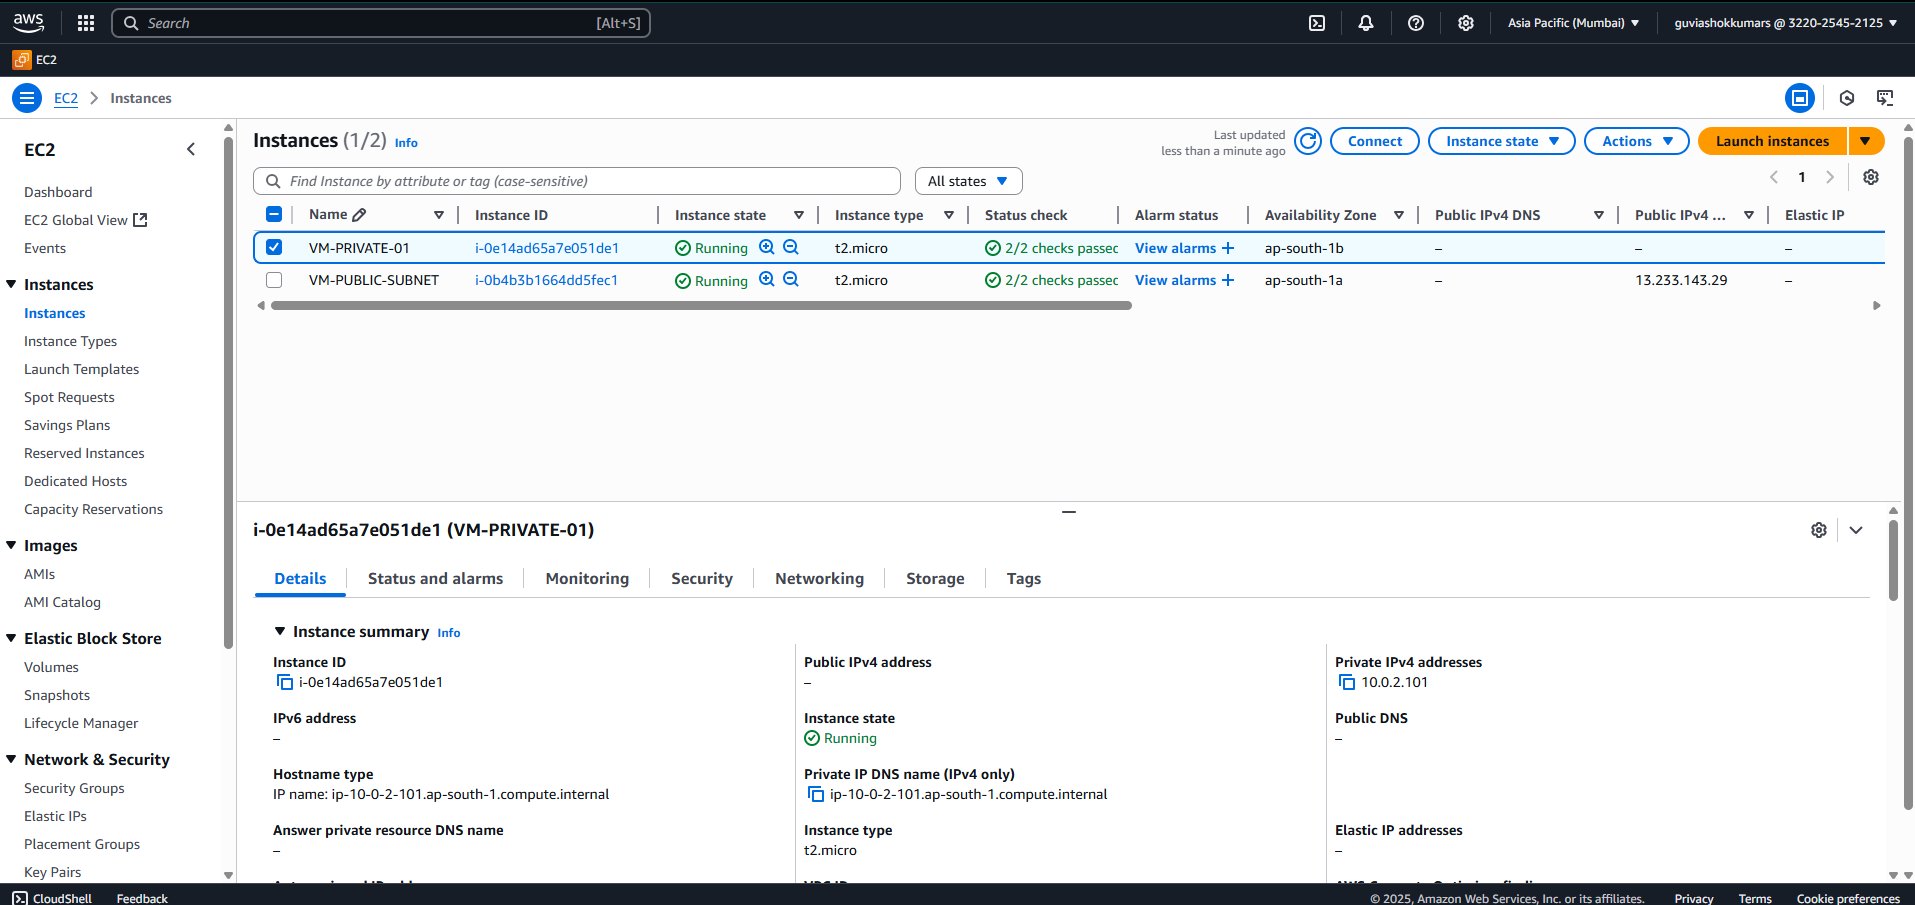 aws
Search [Alt+S]
Asia Pacific (Mumbai)
guviashokkumars @ 3220-2545-2125
EC2
EC2 Instances
EC2
Dashboard
EC2 Global View
Events
Instances
Instances
Instance Types
Launch Templates
Spot Requests
Savings Plans
Reserved Instances
Dedicated Hosts
Capacity Reservations
Images
AMIs
AMI Catalog
Elastic Block Store
Volumes
Snapshots
Lifecycle Manager
Network & Security
Security Groups
Elastic IPs
Placement Groups
Key Pairs
Instances (1/2) Info
Last updated
less than a minute ago
Connect Instance state Actions Launch instances
Find Instance by attribute or tag (case-sensitive)
All states
1
Name Instance ID Instance state Instance type Status check Alarm status Availability Zone Public IPv4 DNS Public IPv4 ... Elastic IP
VM-PRIVATE-01 i-0e14ad65a7e051de1 Running t2.micro 2/2 checks passec View alarms + ap-south-1b – – –
VM-PUBLIC-SUBNET i-0b4b3b1664dd5fec1 Running t2.micro 2/2 checks passec View alarms + ap-south-1a – 13.233.143.29 –
i-0e14ad65a7e051de1 (VM-PRIVATE-01)
Details Status and alarms Monitoring Security Networking Storage Tags
Instance summary Info
Instance ID
i-0e14ad65a7e051de1
Public IPv4 address
–
Private IPv4 addresses
10.0.2.101
IPv6 address
–
Instance state
Running
Public DNS
–
Hostname type
IP name: ip-10-0-2-101.ap-south-1.compute.internal
Private IP DNS name (IPv4 only)
ip-10-0-2-101.ap-south-1.compute.internal
Answer private resource DNS name
–
Instance type
t2.micro
Elastic IP addresses
–
CloudShell Feedback
© 2025, Amazon Web Services, Inc. or its affiliates. Privacy Terms Cookie preferences